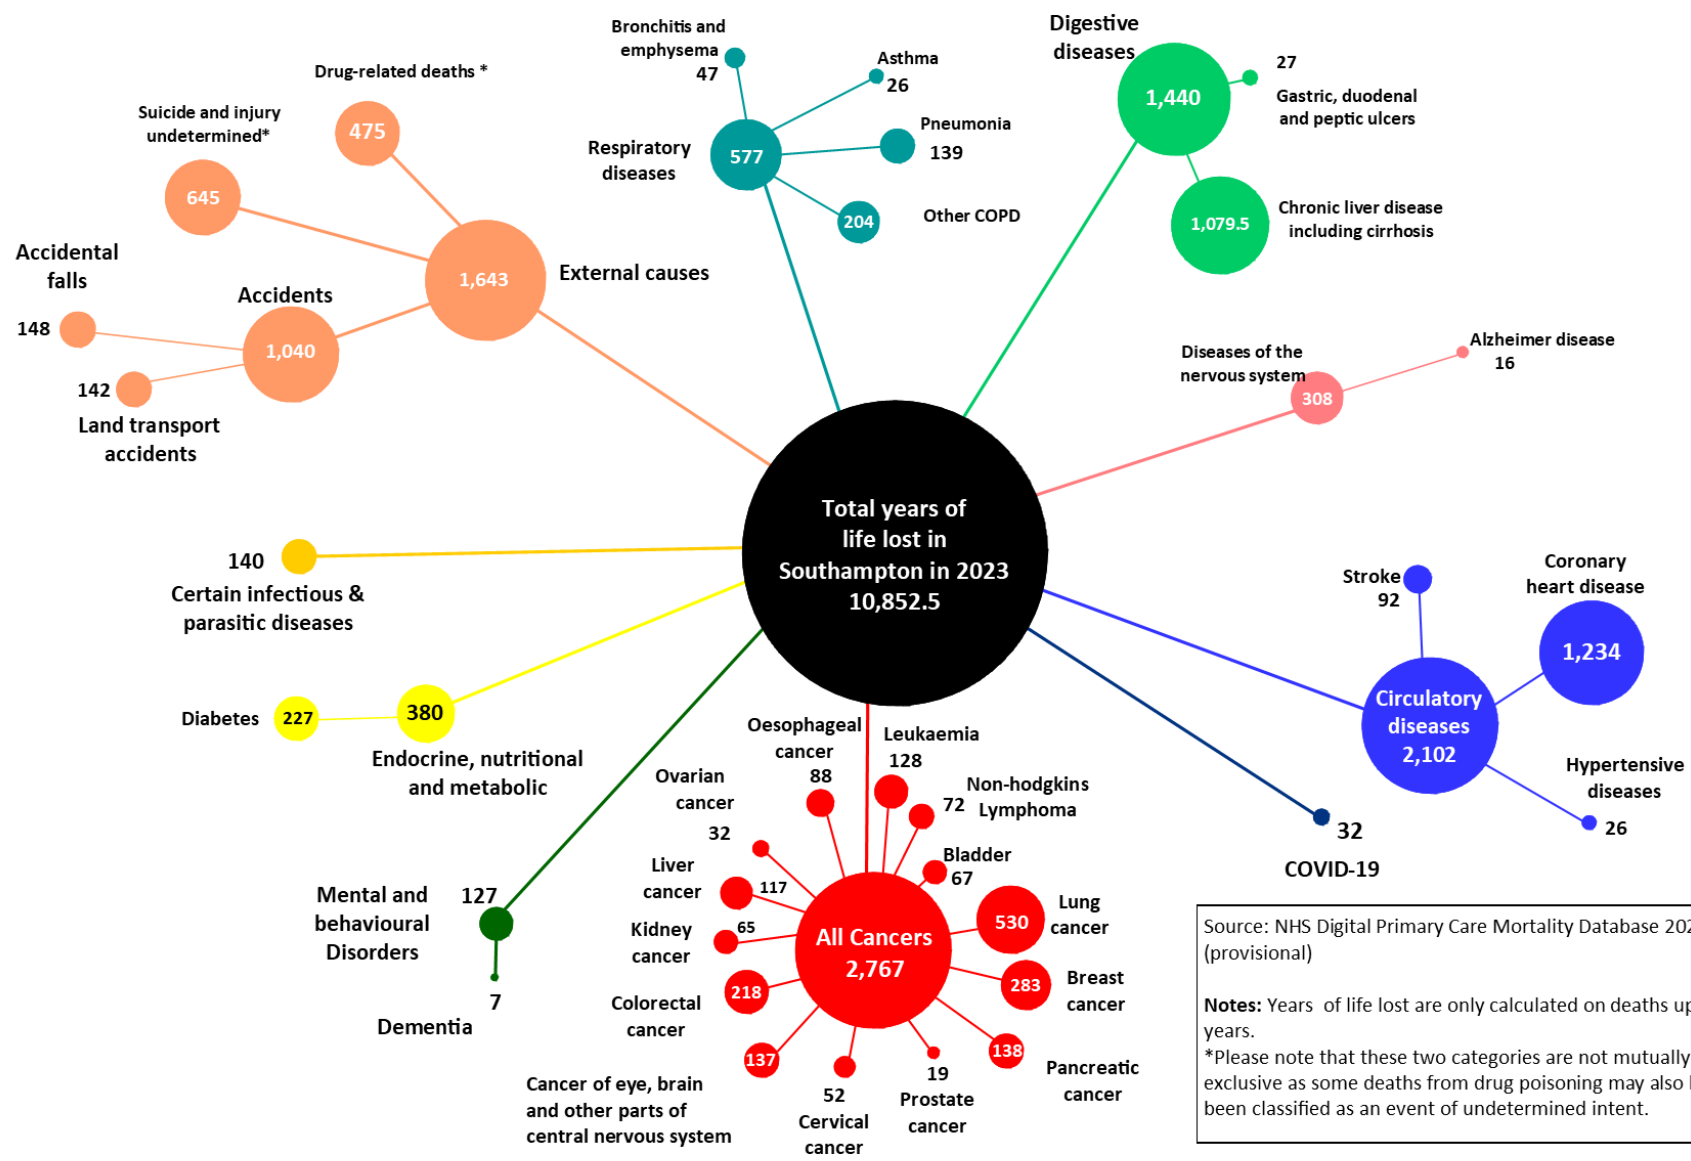 Bronchitis and
emphysema
47
Asthma
26
Pneumonia
139
Respiratory
diseases
577
204
Other COPD
Digestive
diseases
1,440
27
Gastric, duodenal
and peptic ulcers
1,079.5
Chronic liver disease
including cirrhosis
Drug-related deaths *
475
Suicide and injury
undetermined*
645
1,643
External causes
Accidental
falls
148
Accidents
1,040
142
Land transport
accidents
Diseases of the
nervous system
308
Alzheimer disease
16
Total years of
life lost in
Southampton in 2023
10,852.5
140
Certain infectious &
parasitic diseases
Diabetes
227
380
Endocrine, nutritional
and metabolic
Stroke
92
Coronary
heart disease
1,234
Circulatory
diseases
2,102
Hypertensive
diseases
26
32
COVID-19
Mental and
behavioural
Disorders
127
7
Dementia
Oesophageal
cancer
88
Leukaemia
128
Non-hodgkins
Lymphoma
72
Ovarian
cancer
32
Bladder
67
Liver
cancer
117
Kidney
cancer
65
Lung
cancer
530
All Cancers
2,767
Breast
cancer
283
Colorectal
cancer
218
137
Cancer of eye, brain
and other parts of
central nervous system
52
Cervical
cancer
19
Prostate
cancer
138
Pancreatic
cancer
Source: NHS Digital Primary Care Mortality Database
(provisional)
Notes: Years of life lost are only calculated on deaths up
years.
*Please note that these two categories are not mutually
exclusive as some deaths from drug poisoning may also
been classified as an event of undetermined intent.